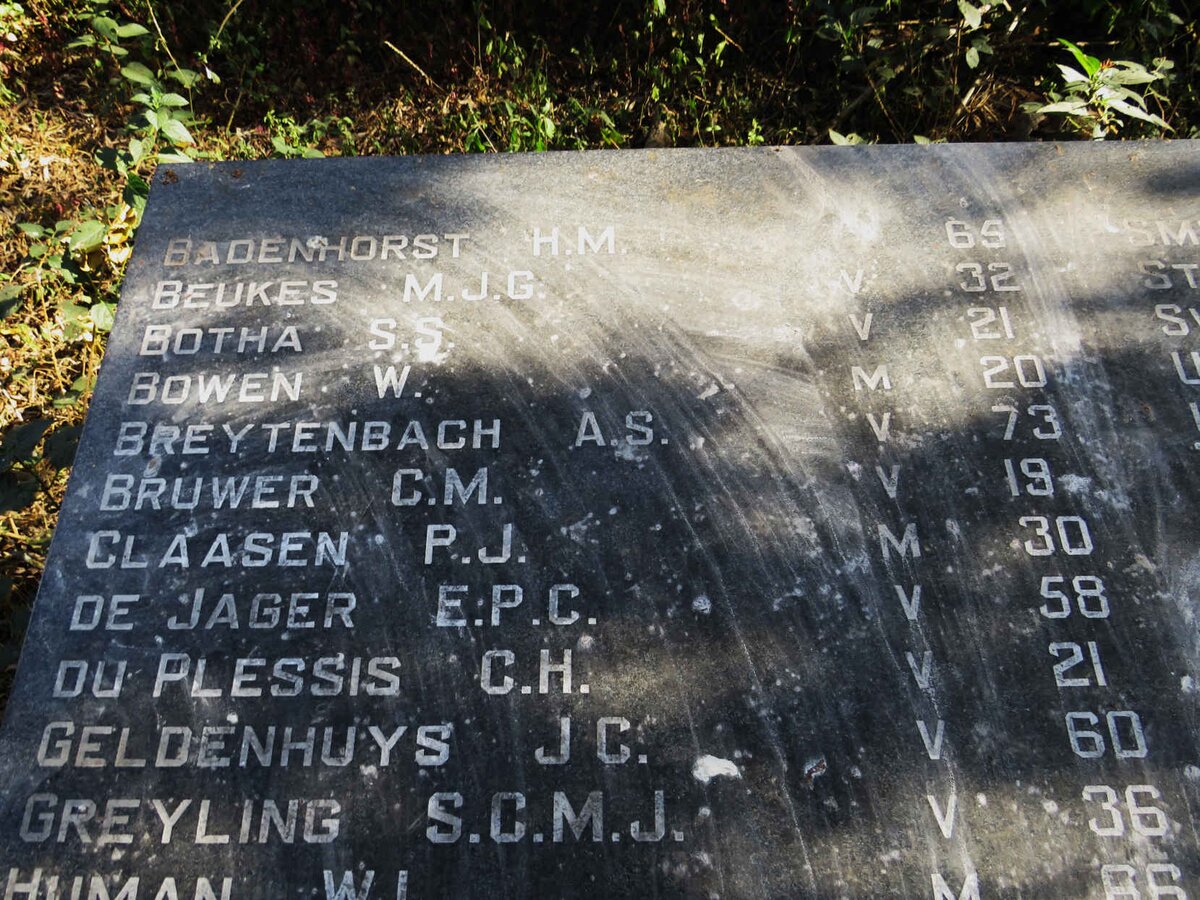 BADENHORST H.M. 69
BEUKES M.J.G. V 32
BOTHA S.S. V 21
BOWEN W. M 20
BREYTENBACH A.S. V 73
BRUWER C.M. V 19
CLAASEN P.J. M 30
DE JAGER E.P.C. V 58
DU PLESSIS C.H. V 21
GELDENHUYS J.C. V 60
GREYLING S.C.M.J. V 36
HUMAN M